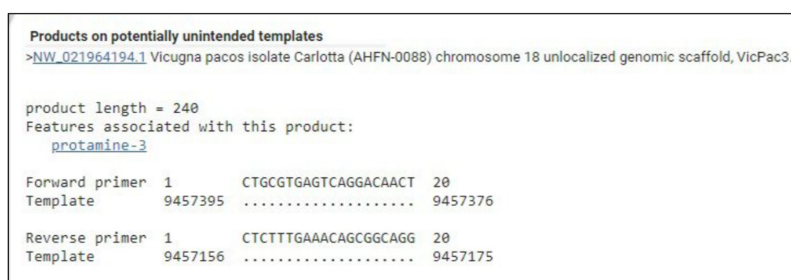 Products on potentially unintended templates
>NW_021964194.1 Vicugna pacos isolate Carlotta (AHFN-0088) chromosome 18 unlocalized genomic scaffold, VicPac3.
product length = 240
Features associated with this product:
protamine-3
Forward primer 1 CTGCGTGAGTCAGGACAACT 20
Template 9457395 .................... 9457376
Reverse primer 1 CTCTTTGAAACAGCGGCAGG 20
Template 9457156 .................... 9457175